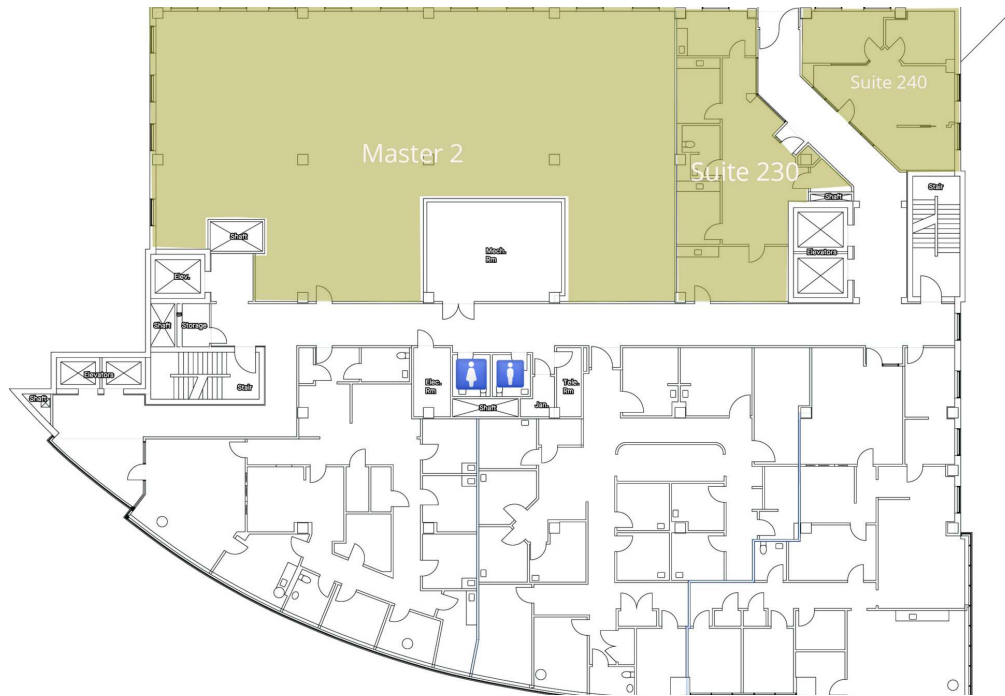 Suite 240
Master 2
Suite 230
Stair
Shaft
Shaft
Mech.
Rm
Elevators
Elev.
Shaft
Storage
Elevators
Stair
Elec.
Rm
Tele.
Rm
Shaft
Jan.
Shaft